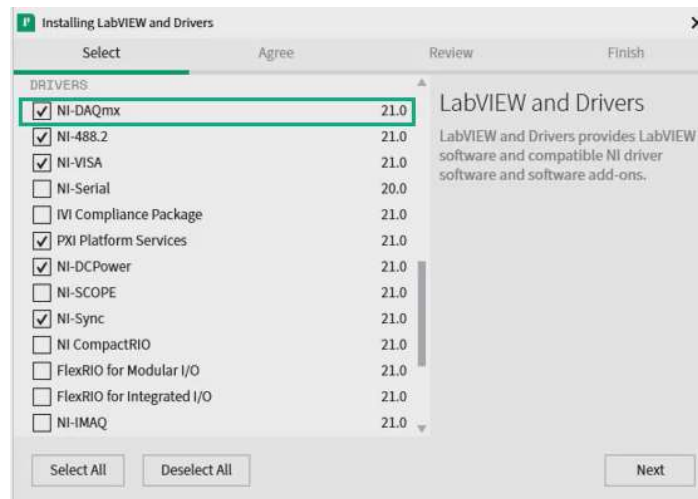 Installing LabVIEW and Drivers
Select Agree Review Finish
DRIVERS
NI-DAQmx 21.0
NI-488.2 21.0
NI-VISA 21.0
NI-Serial 20.0
IVI Compliance Package 21.0
PXI Platform Services 21.0
NI-DCPower 21.0
NI-SCOPE 21.0
NI-Sync 21.0
NI CompactRIO 21.0
FlexRIO for Modular I/O 21.0
FlexRIO for Integrated I/O 21.0
NI-IMAQ 21.0
LabVIEW and Drivers
LabVIEW and Drivers provides LabVIEW
software and compatible NI driver
software and software add-ons.
Select All Deselect All Next